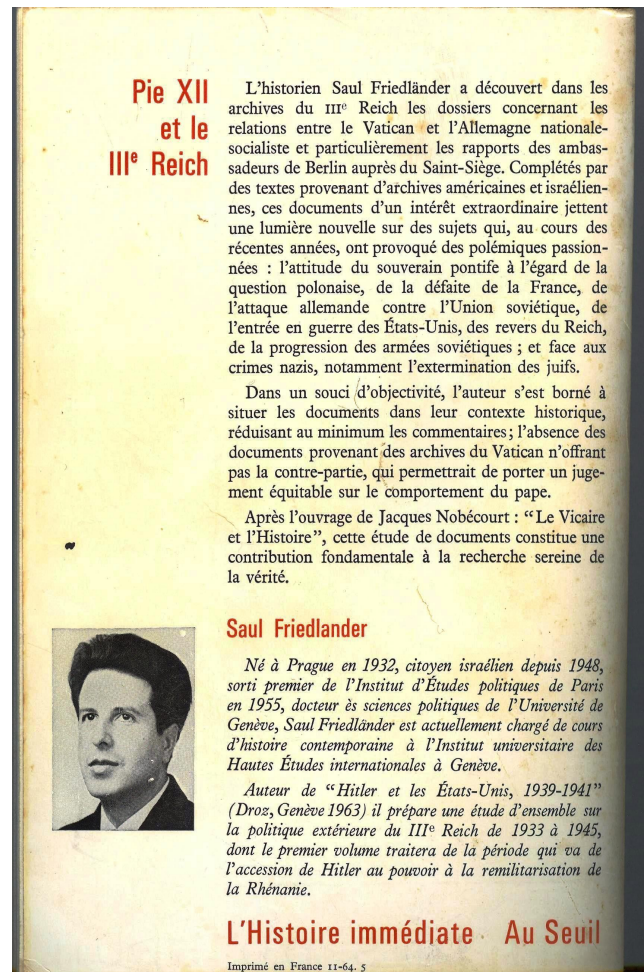 Pie XII
et le
IIIe Reich
L'historien Saul Friedländer a découvert dans les
archives du IIIe Reich les dossiers concernant les
relations entre le Vatican et l'Allemagne nationale-
socialiste et particulièrement les rapports des ambas-
sadeurs de Berlin auprès du Saint-Siège. Complétés par
des textes provenant d'archives américaines et israélien-
nes, ces documents d'un intérêt extraordinaire jettent
une lumière nouvelle sur des sujets qui, au cours des
récentes années, ont provoqué des polémiques passion-
nées : l'attitude du souverain pontife à l'égard de la
question polonaise, de la défaite de la France, de
l'attaque allemande contre l'Union soviétique, de
l'entrée en guerre des États-Unis, des revers du Reich,
de la progression des armées soviétiques ; et face aux
crimes nazis, notamment l'extermination des juifs.
Dans un souci d'objectivité, l'auteur s'est borné à
situer les documents dans leur contexte historique,
réduisant au minimum les commentaires ; l'absence des
documents provenant des archives du Vatican n'offrant
pas la contre-partie, qui permettrait de porter un juge-
ment équitable sur le comportement du pape.
Après l'ouvrage de Jacques Nobécourt : "Le Vicaire
et l'Histoire", cette étude de documents constitue une
contribution fondamentale à la recherche sereine de
la vérité.
Saul Friedlander
Né à Prague en 1932, citoyen israélien depuis 1948,
sorti premier de l'Institut d'Études politiques de Paris
en 1955, docteur ès sciences politiques de l'Université de
Genève, Saul Friedländer est actuellement chargé de cours
d'histoire contemporaine à l'Institut universitaire des
Hautes Études internationales à Genève.
Auteur de "Hitler et les États-Unis, 1939-1941"
(Droz, Genève 1963) il prépare une étude d'ensemble sur
la politique extérieure du IIIe Reich de 1933 à 1945,
dont le premier volume traitera de la période qui va de
l'accession de Hitler au pouvoir à la remilitarisation de
la Rhénanie.
L'Histoire immédiate Au Seuil
Imprimé en France 11-64. 5